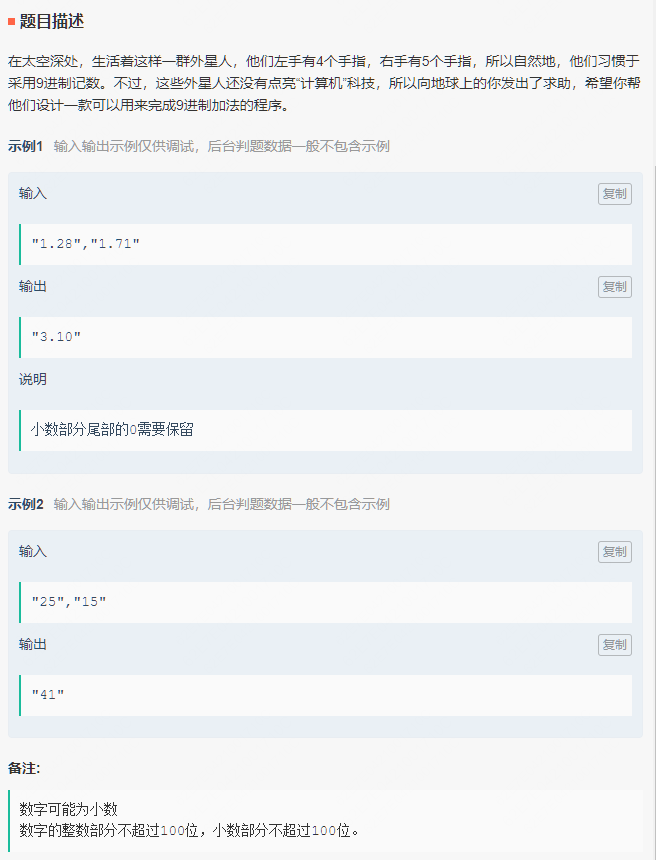 题目描述
在太空深处，生活着这样一群外星人，他们左手有4个手指，右手有5个手指，所以自然地，他们习惯于
采用9进制记数。不过，这些外星人还没有点亮“计算机”科技，所以向地球上的你发出了求助，希望你帮
他们设计一款可以用来完成9进制加法的程序。
示例1 输入输出示例仅供调试，后台判题数据一般不包含示例
输入 复制
"1.28","1.71"
输出 复制
"3.10"
说明
小数部分尾部的0需要保留
示例2 输入输出示例仅供调试，后台判题数据一般不包含示例
输入 复制
"25","15"
输出 复制
"41"
备注:
数字可能为小数
数字的整数部分不超过100位，小数部分不超过100位。